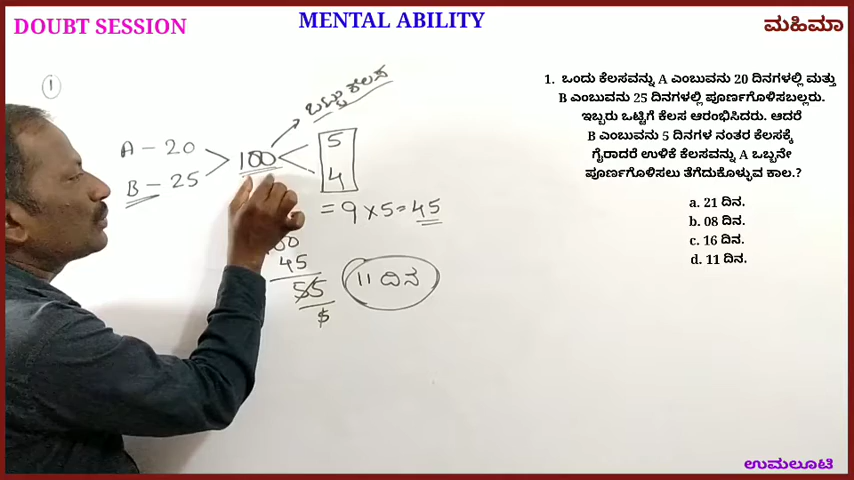 DOUBT SESSION
MENTAL ABILITY
ಮಹಿಮಾ
1
ಒಟ್ಟು ಕೆಲಸ
A - 20
B - 25
100
5
4
= 9 x 5 = 45
00
45
55
5
11 ದಿನ
1. ಒಂದು ಕೆಲಸವನ್ನು A ಎಂಬುವನು 20 ದಿನಗಳಲ್ಲಿ ಮತ್ತು
B ಎಂಬುವನು 25 ದಿನಗಳಲ್ಲಿ ಪೂರ್ಣಗೊಳಿಸಬಲ್ಲರು.
ಇಬ್ಬರು ಒಟ್ಟಿಗೆ ಕೆಲಸ ಆರಂಭಿಸಿದರು. ಆದರೆ
B ಎಂಬುವನು 5 ದಿನಗಳ ನಂತರ ಕೆಲಸಕ್ಕೆ
ಗೈರಾದರೆ ಉಳಿಕೆ ಕೆಲಸವನ್ನು A ಒಬ್ಬನೇ
ಪೂರ್ಣಗೊಳಿಸಲು ತೆಗೆದುಕೊಳ್ಳುವ ಕಾಲ.?
a. 21 ದಿನ.
b. 08 ದಿನ.
c. 16 ದಿನ.
d. 11 ದಿನ.
ಉಮಲೂಟಿ